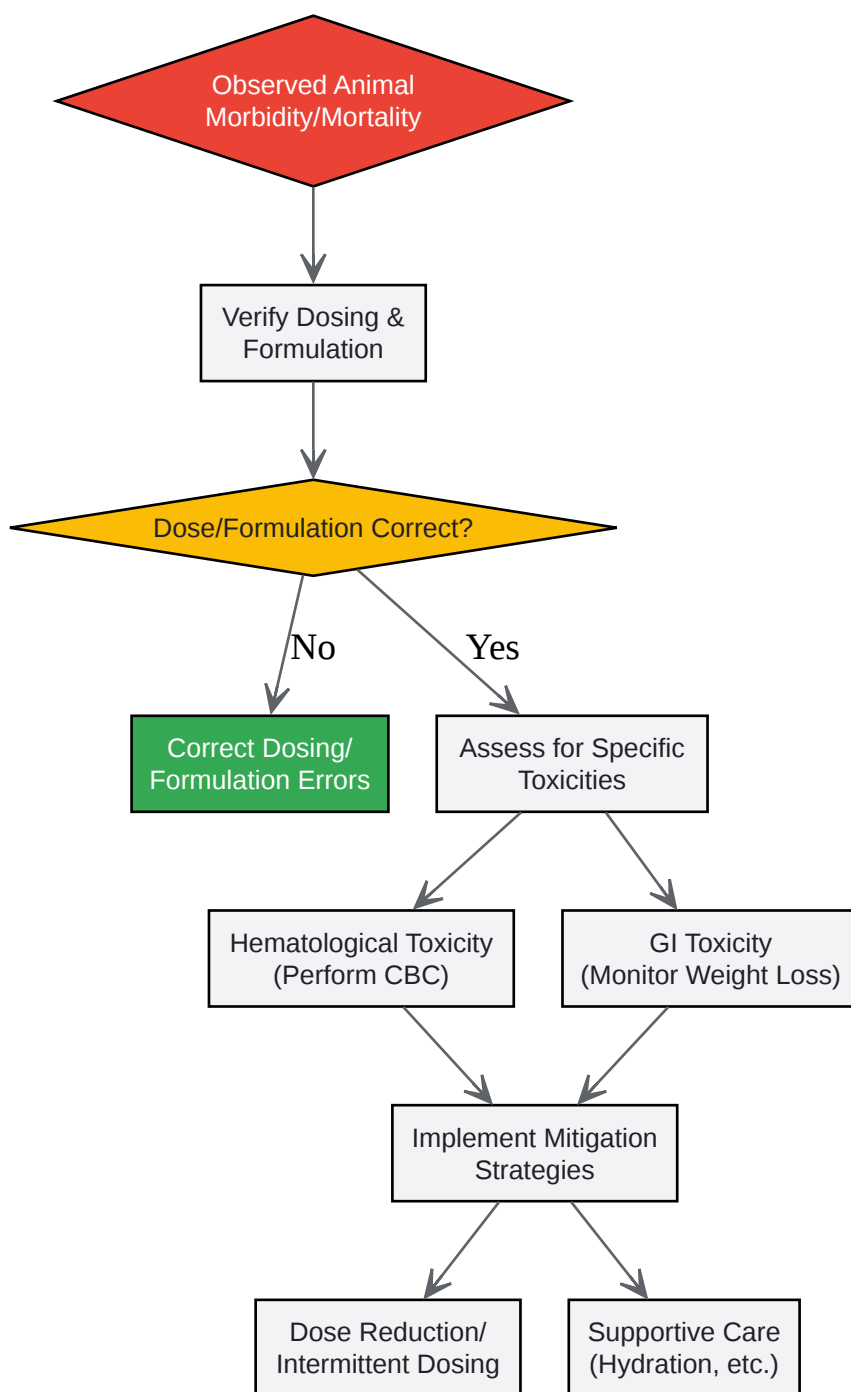 Observed Animal
Morbidity/Mortality
Verify Dosing &
Formulation
Dose/Formulation Correct?
No
Yes
Correct Dosing/
Formulation Errors
Assess for Specific
Toxicities
Hematological Toxicity
(Perform CBC)
GI Toxicity
(Monitor Weight Loss)
Implement Mitigation
Strategies
Dose Reduction/
Intermittent Dosing
Supportive Care
(Hydration, etc.)